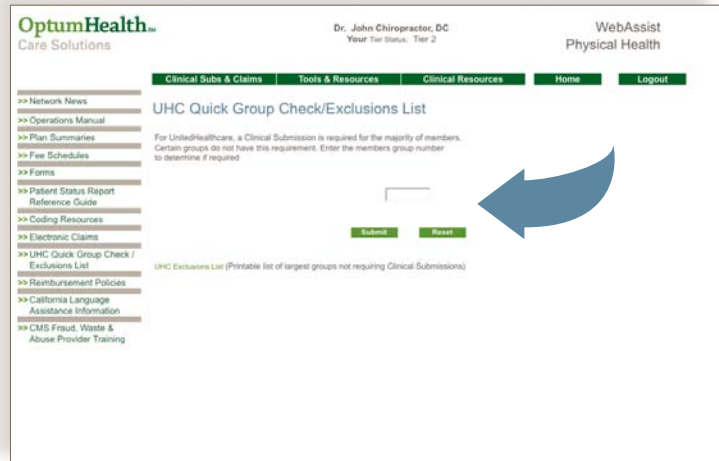 OptumHealth SM
Care Solutions
Dr. John Chiropractor, DC
Your Tier Status: Tier 2
WebAssist
Physical Health
Clinical Subs & Claims
Tools & Resources
Clinical Resources
Home
Logout
>> Network News
>> Operations Manual
>> Plan Summaries
>> Fee Schedules
>> Forms
>> Patient Status Report
Reference Guide
>> Coding Resources
>> Electronic Claims
>> UHC Quick Group Check /
Exclusions List
>> Reimbursement Policies
>> California Language
Assistance Information
>> CMS Fraud, Waste &
Abuse Provider Training
UHC Quick Group Check/Exclusions List
For UnitedHealthcare, a Clinical Submission is required for the majority of members.
Certain groups do not have this requirement. Enter the members group number
to determine if required
Submit
Reset
UHC Exclusions List (Printable list of largest groups not requiring Clinical Submissions)